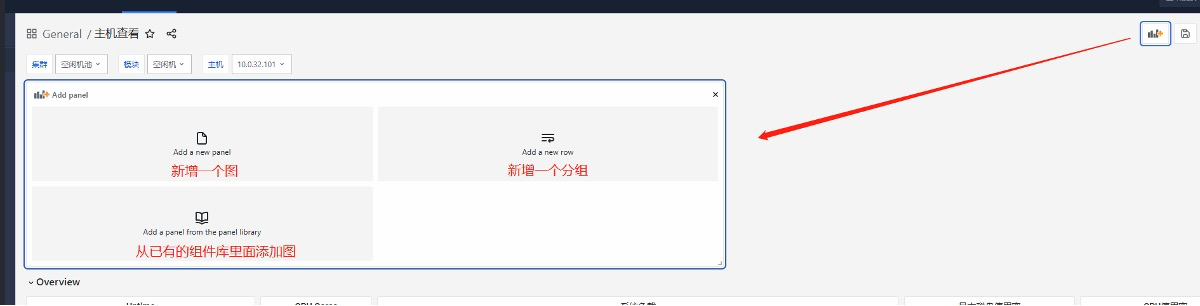 General / 主机查看
集群 空闲机池 模块 空闲机 主机 10.0.32.101
Add panel
Add a new panel
新增一个图
Add a new row
新增一个分组
Add a panel from the panel library
从已有的组件库里面添加图
Overview